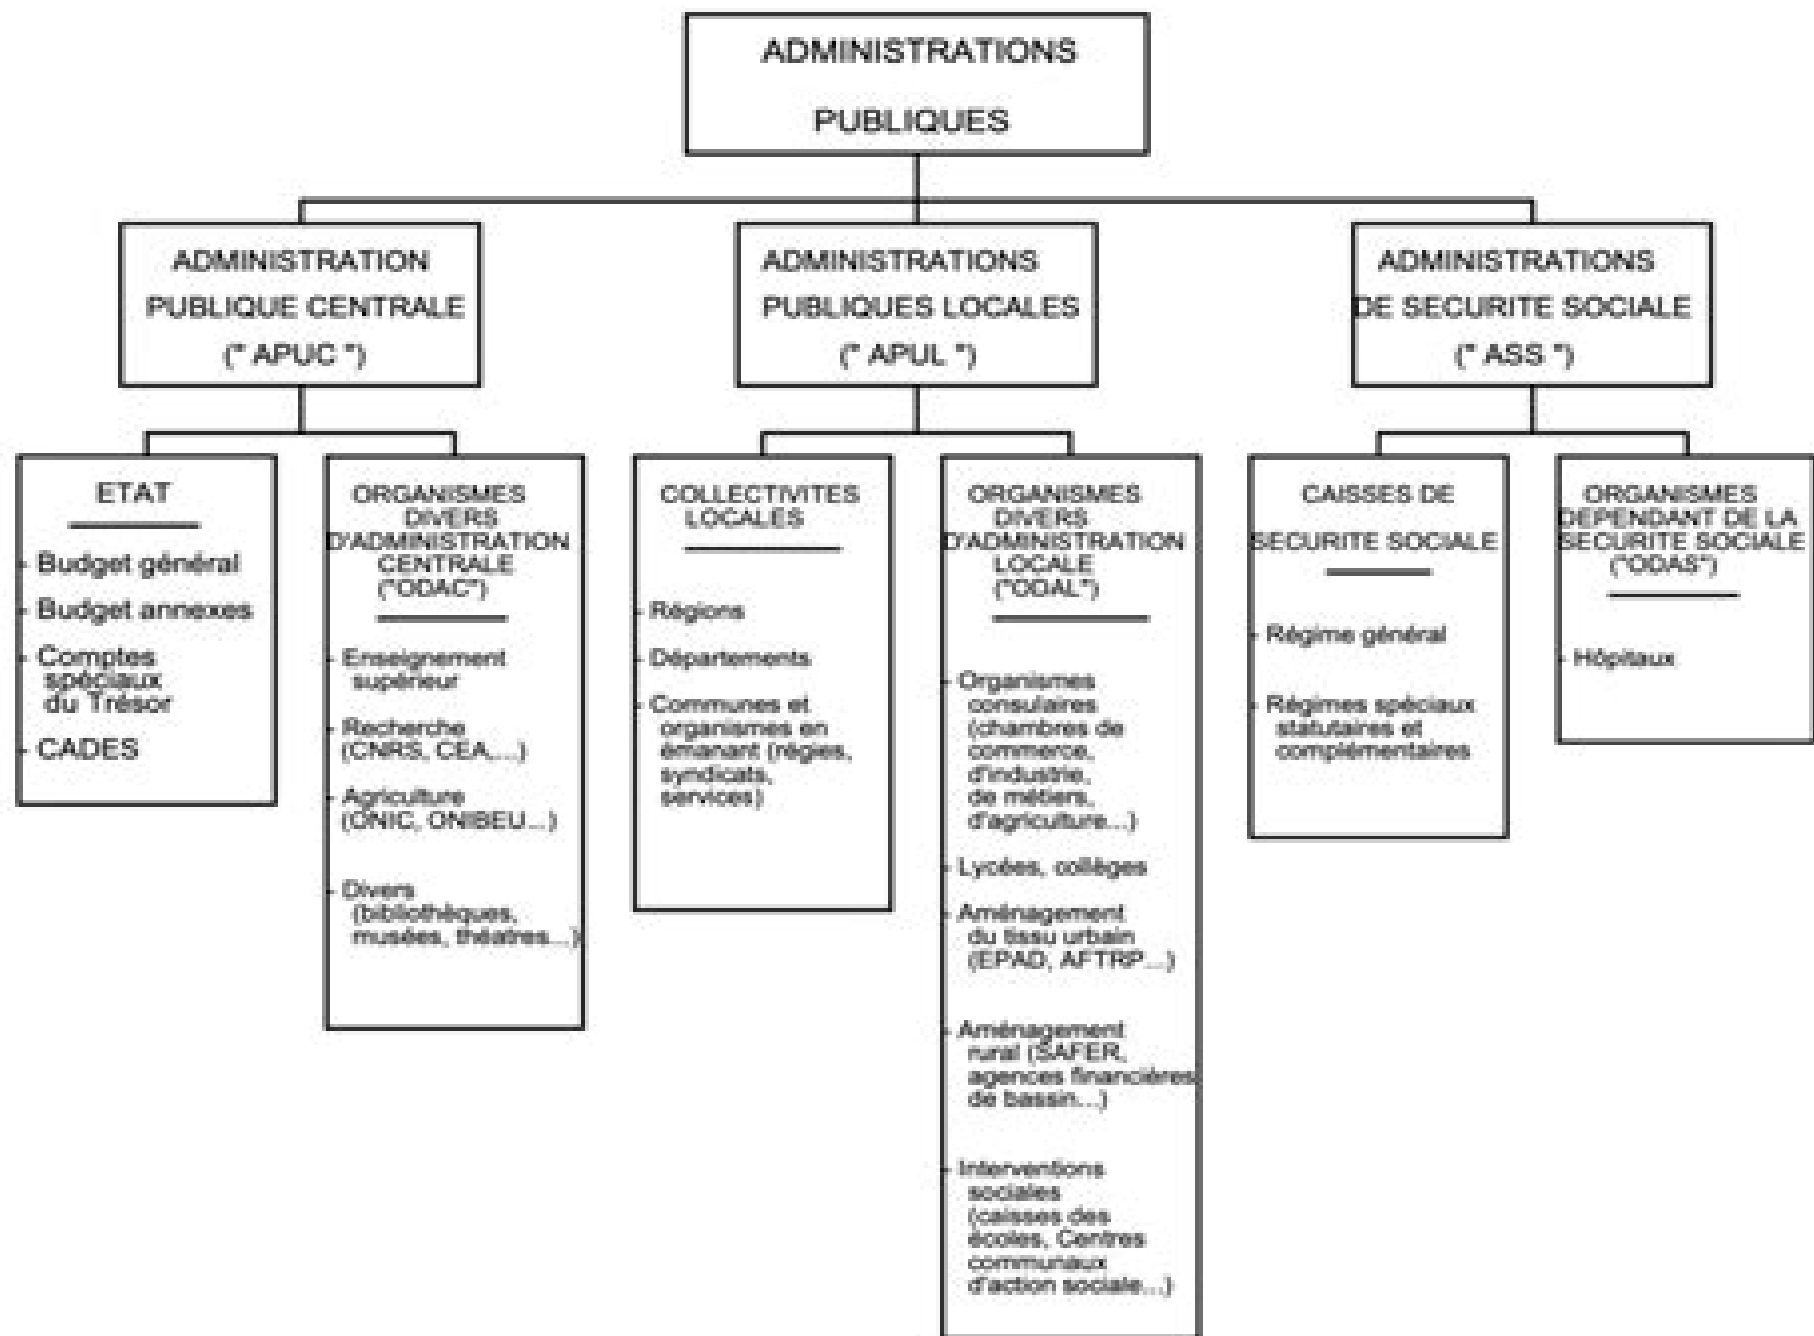 ADMINISTRATIONS
PUBLIQUES
ADMINISTRATION
PUBLIQUE CENTRALE
(" APUC ")
ADMINISTRATIONS
PUBLIQUES LOCALES
(" APUL ")
ADMINISTRATIONS
DE SECURITE SOCIALE
(" ASS ")
ETAT
- Budget général
- Budget annexes
- Comptes
spéciaux
du Trésor
- CADES
ORGANISMES
DIVERS
D'ADMINISTRATION
CENTRALE
("ODAC")
- Enseignement
supérieur
- Recherche
(CNRS, CEA,...)
- Agriculture
(ONIC, ONIBEU...)
- Divers
(bibliothèques,
musées, théatres...)
COLLECTIVITES
LOCALES
- Régions
- Départements
- Communes et
organismes en
émanant (régies,
syndicats,
services)
ORGANISMES
DIVERS
D'ADMINISTRATION
LOCALE
("ODAL")
- Organismes
consulaires
(chambres de
commerce,
d'industrie,
de métiers,
d'agriculture...)
- Lycées, collèges
- Aménagement
du tissu urbain
(EPAD, AFTRP...)
- Aménagement
rural (SAFER,
agences financières
de bassin...)
- Interventions
sociales
(caisses des
écoles, Centres
communaux
d'action sociale...)
CAISSES DE
SECURITE SOCIALE
- Régime général
- Régimes spéciaux
statutaires et
complémentaires
ORGANISMES
DEPENDANT DE LA
SECURITE SOCIALE
("ODAS")
- Hôpitaux